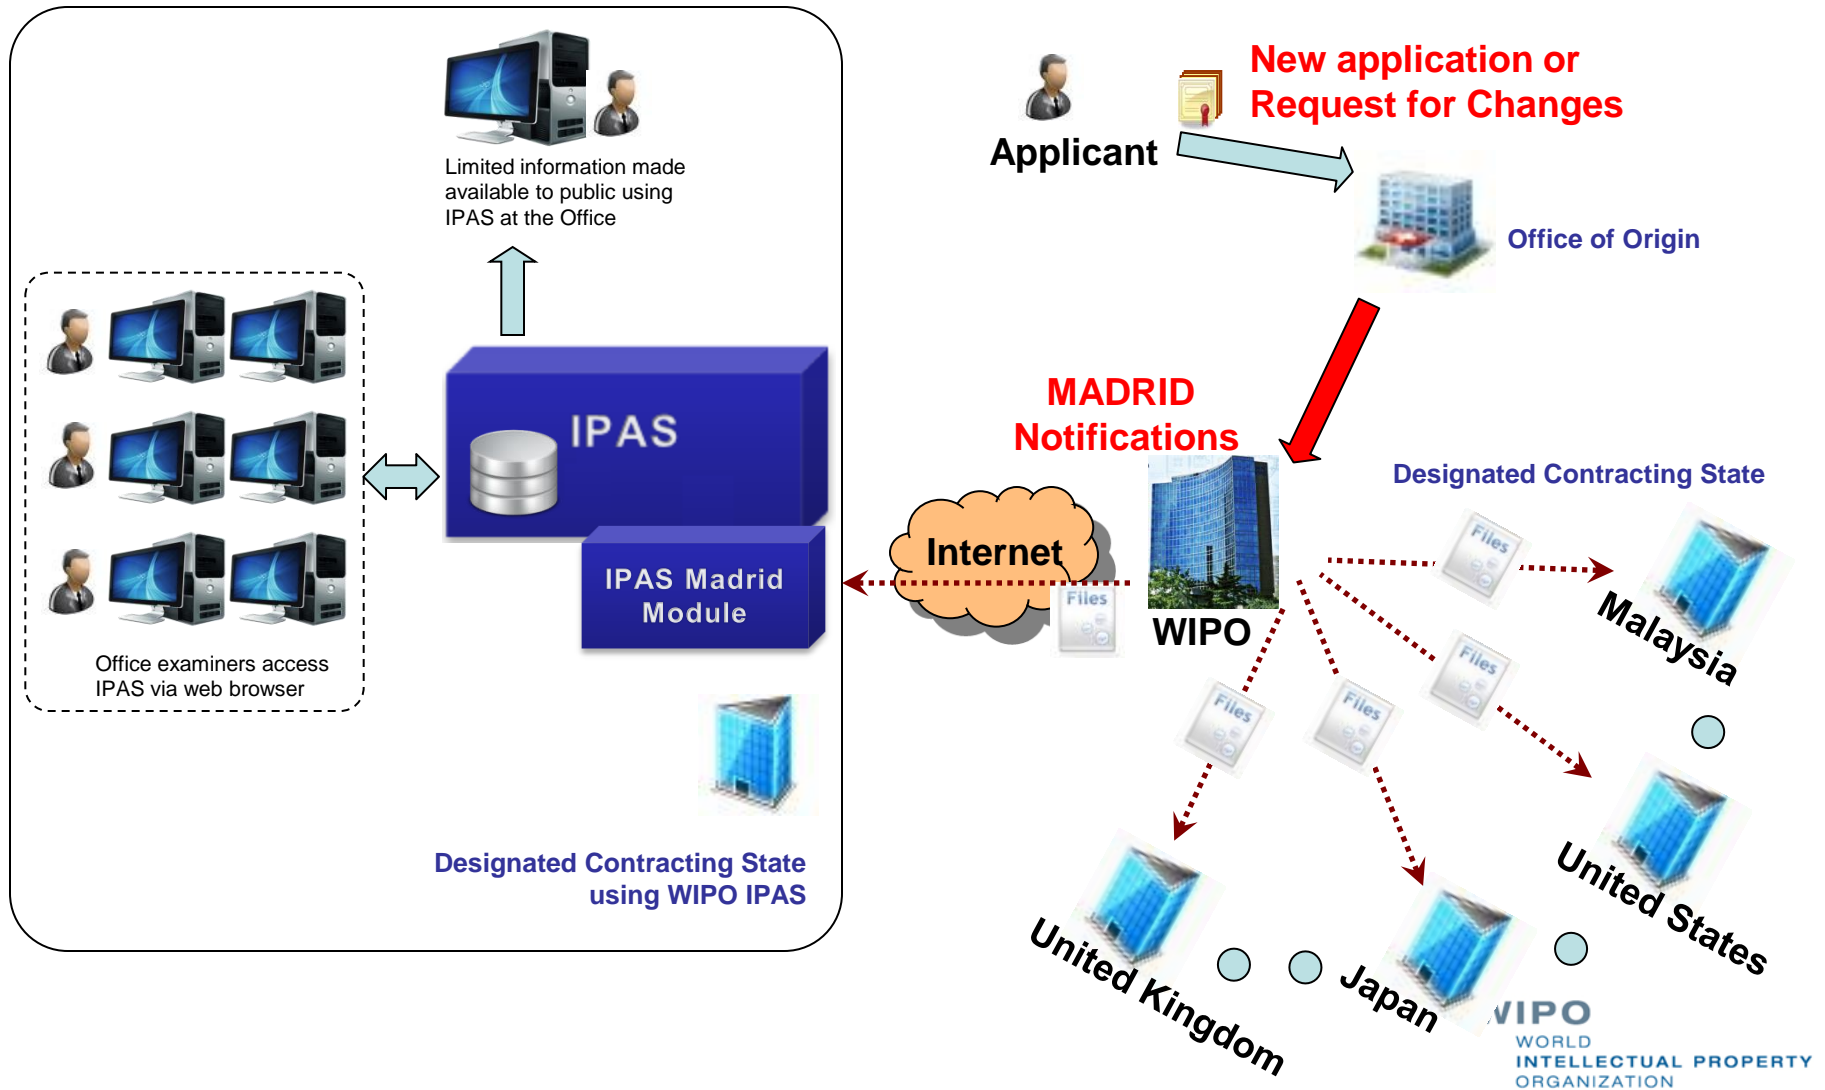 New application or
Request for Changes
Applicant
Limited information made
available to public using
IPAS at the Office
Office of Origin
MADRID
Notifications
IPAS
Designated Contracting State
Internet
Files
Files
IPAS Madrid
Module
WIPO
Malaysia
Office examiners access
IPAS via web browser
Files
Files
Files
Designated Contracting State
using WIPO IPAS
United States
United Kingdom
Japan
WIPO
WORLD
INTELLECTUAL PROPERTY
ORGANIZATION